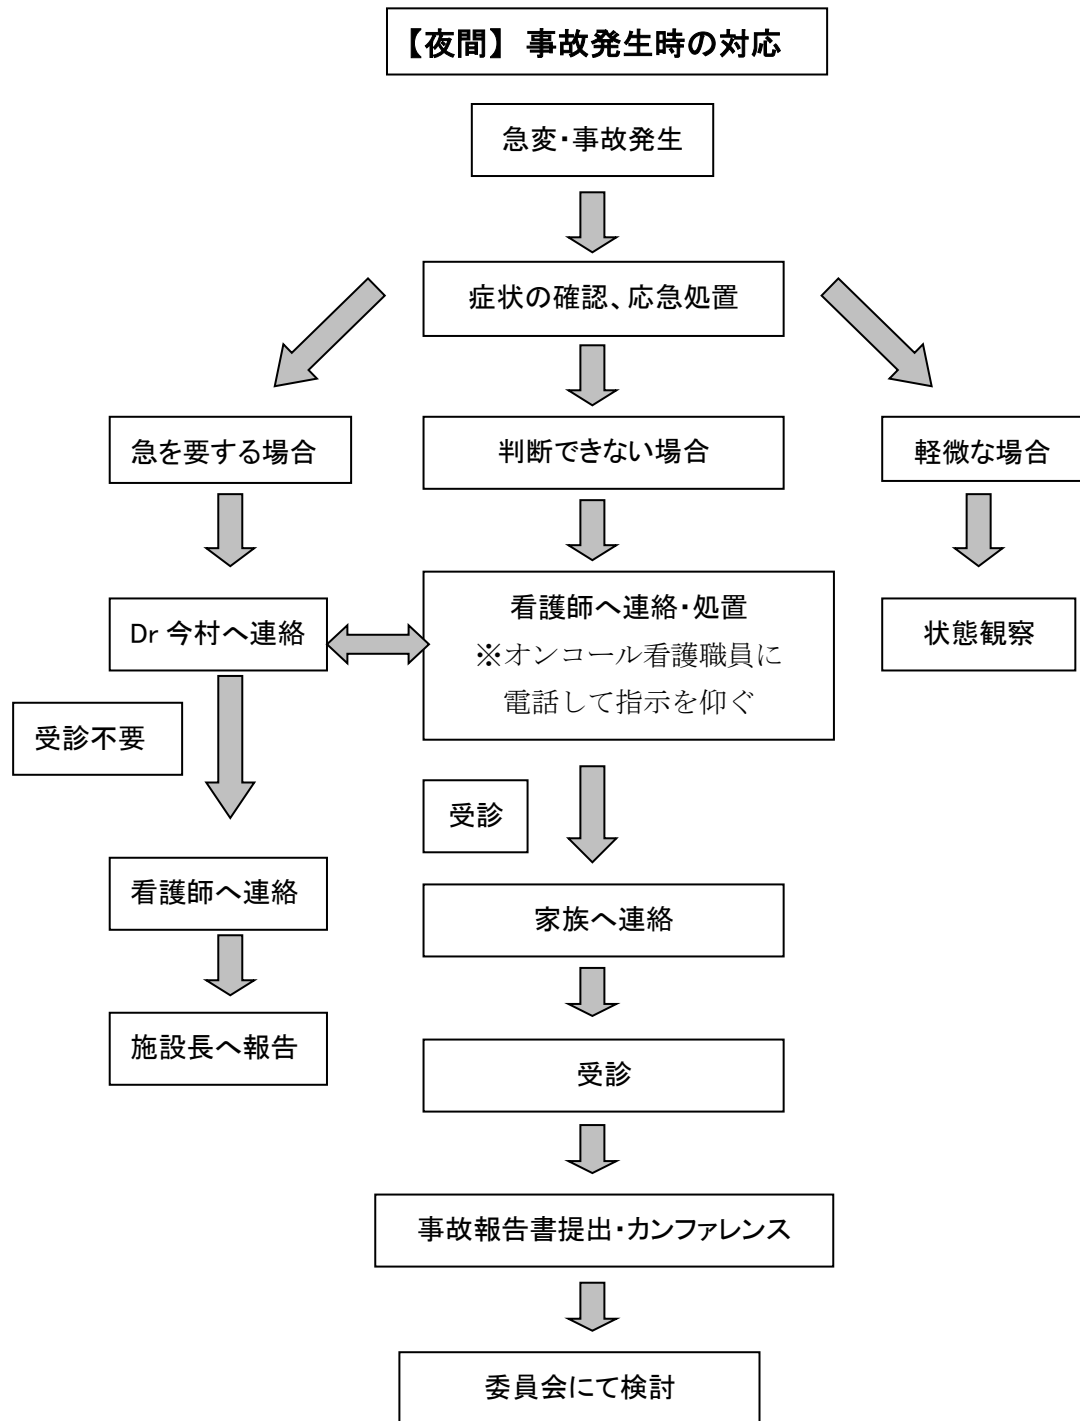 【夜間】 事故発生時の対応
急変・事故発生
症状の確認、応急処置
急を要する場合
判断できない場合
軽微な場合
Dr 今村へ連絡
看護師へ連絡・処置
※オンコール看護職員に
電話して指示を仰ぐ
状態観察
受診不要
受診
看護師へ連絡
家族へ連絡
施設長へ報告
受診
事故報告書提出・カンファレンス
委員会にて検討